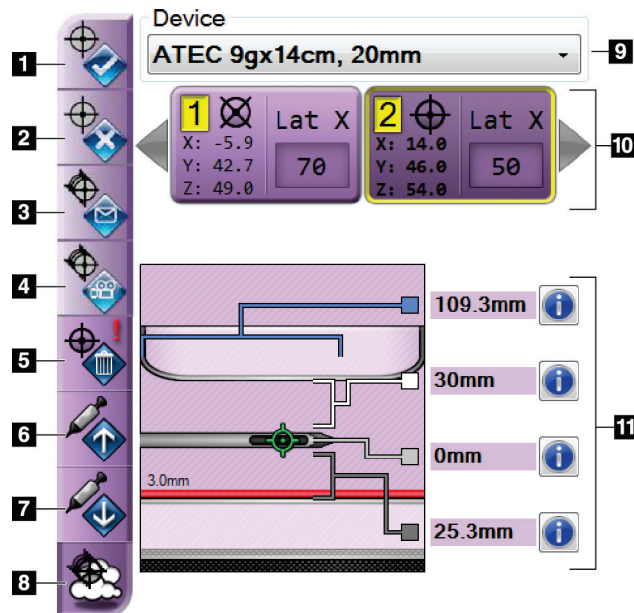 Device
1
ATEC 9gx14cm, 20mm
9
2
1
Lat X
X: -5.9
Y: 42.7
Z: 49.0
70
2
Lat X
X: 14.0
Y: 46.0
Z: 54.0
50
10
3
4
109.3mm
5
!
30mm
6
11
0mm
7
3.0mm
25.3mm
8